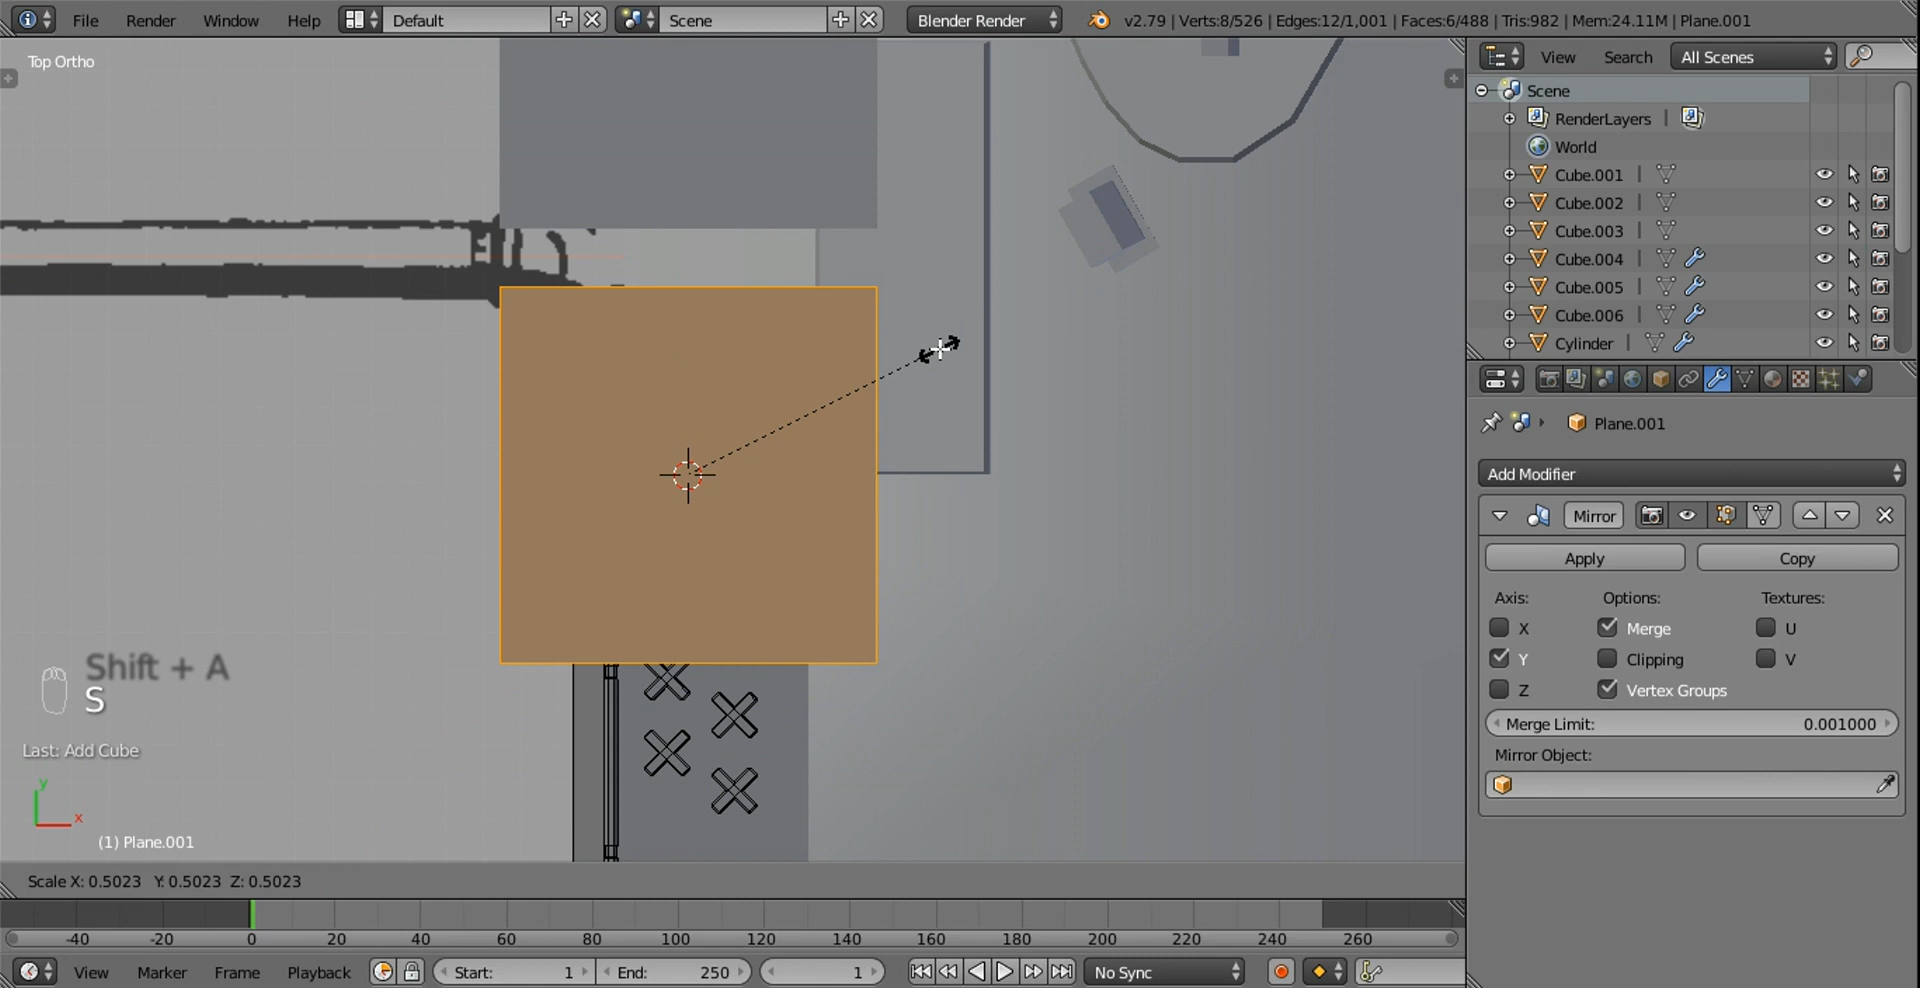 File Render Window Help Default Scene Blender Render v2.79 | Verts:8/526 | Edges:12/1,001 | Faces:6/488 | Tris:982 | Mem:24.11M | Plane.001
Top Ortho
View Search All Scenes
Scene
RenderLayers
World
Cube.001
Cube.002
Cube.003
Cube.004
Cube.005
Cube.006
Cylinder
Plane.001
Add Modifier
Mirror
Apply Copy
Axis: Options: Textures:
X Merge U
Y Clipping V
Z Vertex Groups
Merge Limit: 0.001000
Mirror Object:
Shift + A
S
Last: Add Cube
y
x
(1) Plane.001
Scale X: 0.5023 Y: 0.5023 Z: 0.5023
-40 -20 0 20 40 60 80 100 120 140 160 180 200 220 240 260
View Marker Frame Playback Start: 1 End: 250 1 No Sync